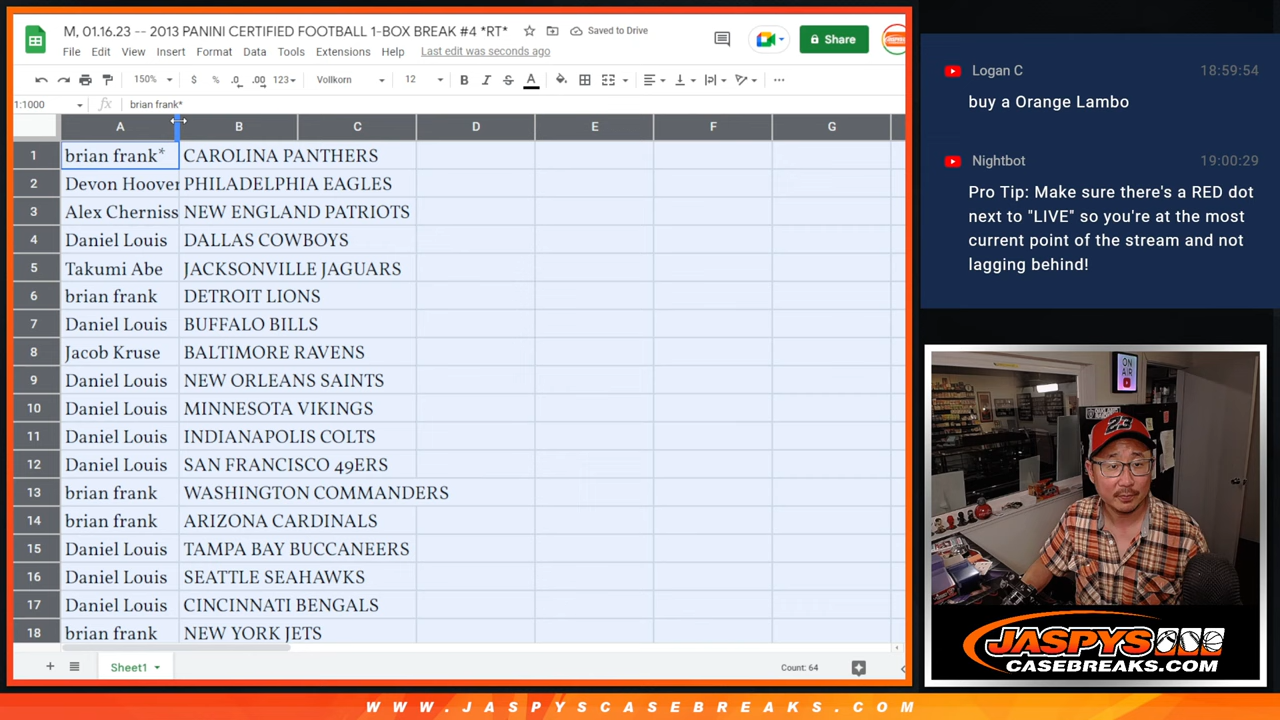 M, 01.16.23 -- 2013 PANINI CERTIFIED FOOTBALL 1-BOX BREAK #4 *RT*
Saved to Drive
File Edit View Insert Format Data Tools Extensions Help Last edit was seconds ago
Share
150% $ % .0 .00 123 Vollkorn 12 B I S A
1:1000 fx brian frank*
A B C D E F G
1 brian frank* CAROLINA PANTHERS
2 Devon Hoover PHILADELPHIA EAGLES
3 Alex Cherniss NEW ENGLAND PATRIOTS
4 Daniel Louis DALLAS COWBOYS
5 Takumi Abe JACKSONVILLE JAGUARS
6 brian frank DETROIT LIONS
7 Daniel Louis BUFFALO BILLS
8 Jacob Kruse BALTIMORE RAVENS
9 Daniel Louis NEW ORLEANS SAINTS
10 Daniel Louis MINNESOTA VIKINGS
11 Daniel Louis INDIANAPOLIS COLTS
12 Daniel Louis SAN FRANCISCO 49ERS
13 brian frank WASHINGTON COMMANDERS
14 brian frank ARIZONA CARDINALS
15 Daniel Louis TAMPA BAY BUCCANEERS
16 Daniel Louis SEATTLE SEAHAWKS
17 Daniel Louis CINCINNATI BENGALS
18 brian frank NEW YORK JETS
Sheet1
Count: 64
Logan C 18:59:54
buy a Orange Lambo
Nightbot 19:00:29
Pro Tip: Make sure there's a RED dot
next to "LIVE" so you're at the most
current point of the stream and not
lagging behind!
ON
AIR
23
JASPYS
CASEBREAKS.COM
WWW.JASPYSCASEBREAKS.COM